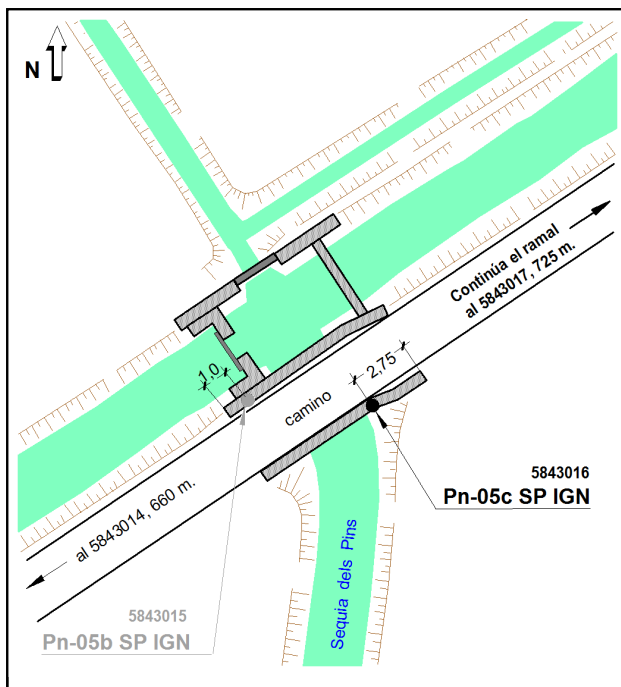 N
Continúa el ramal
al 5843017, 725 m.
1,0
2,75
camino
5843016
Pn-05c SP IGN
al 5843014, 660 m.
Sequia dels Pins
5843015
Pn-05b SP IGN